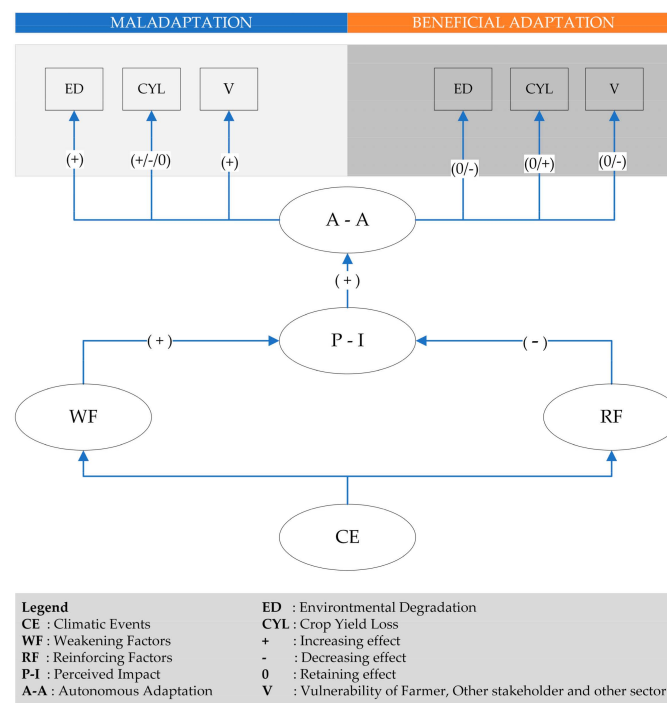 MALADAPTATION BENEFICIAL ADAPTATION
ED CYL V ED CYL V
(+) (+/-/0) (+) (0/-) (0/+) (0/-)
A - A
( + )
P - I
( + ) ( - )
WF RF
CE
Legend
CE : Climatic Events
WF : Weakening Factors
RF : Reinforcing Factors
P-I : Perceived Impact
A-A : Autonomous Adaptation
ED : Environtmental Degradation
CYL : Crop Yield Loss
+ : Increasing effect
- : Decreasing effect
0 : Retaining effect
V : Vulnerability of Farmer, Other stakeholder and other sector